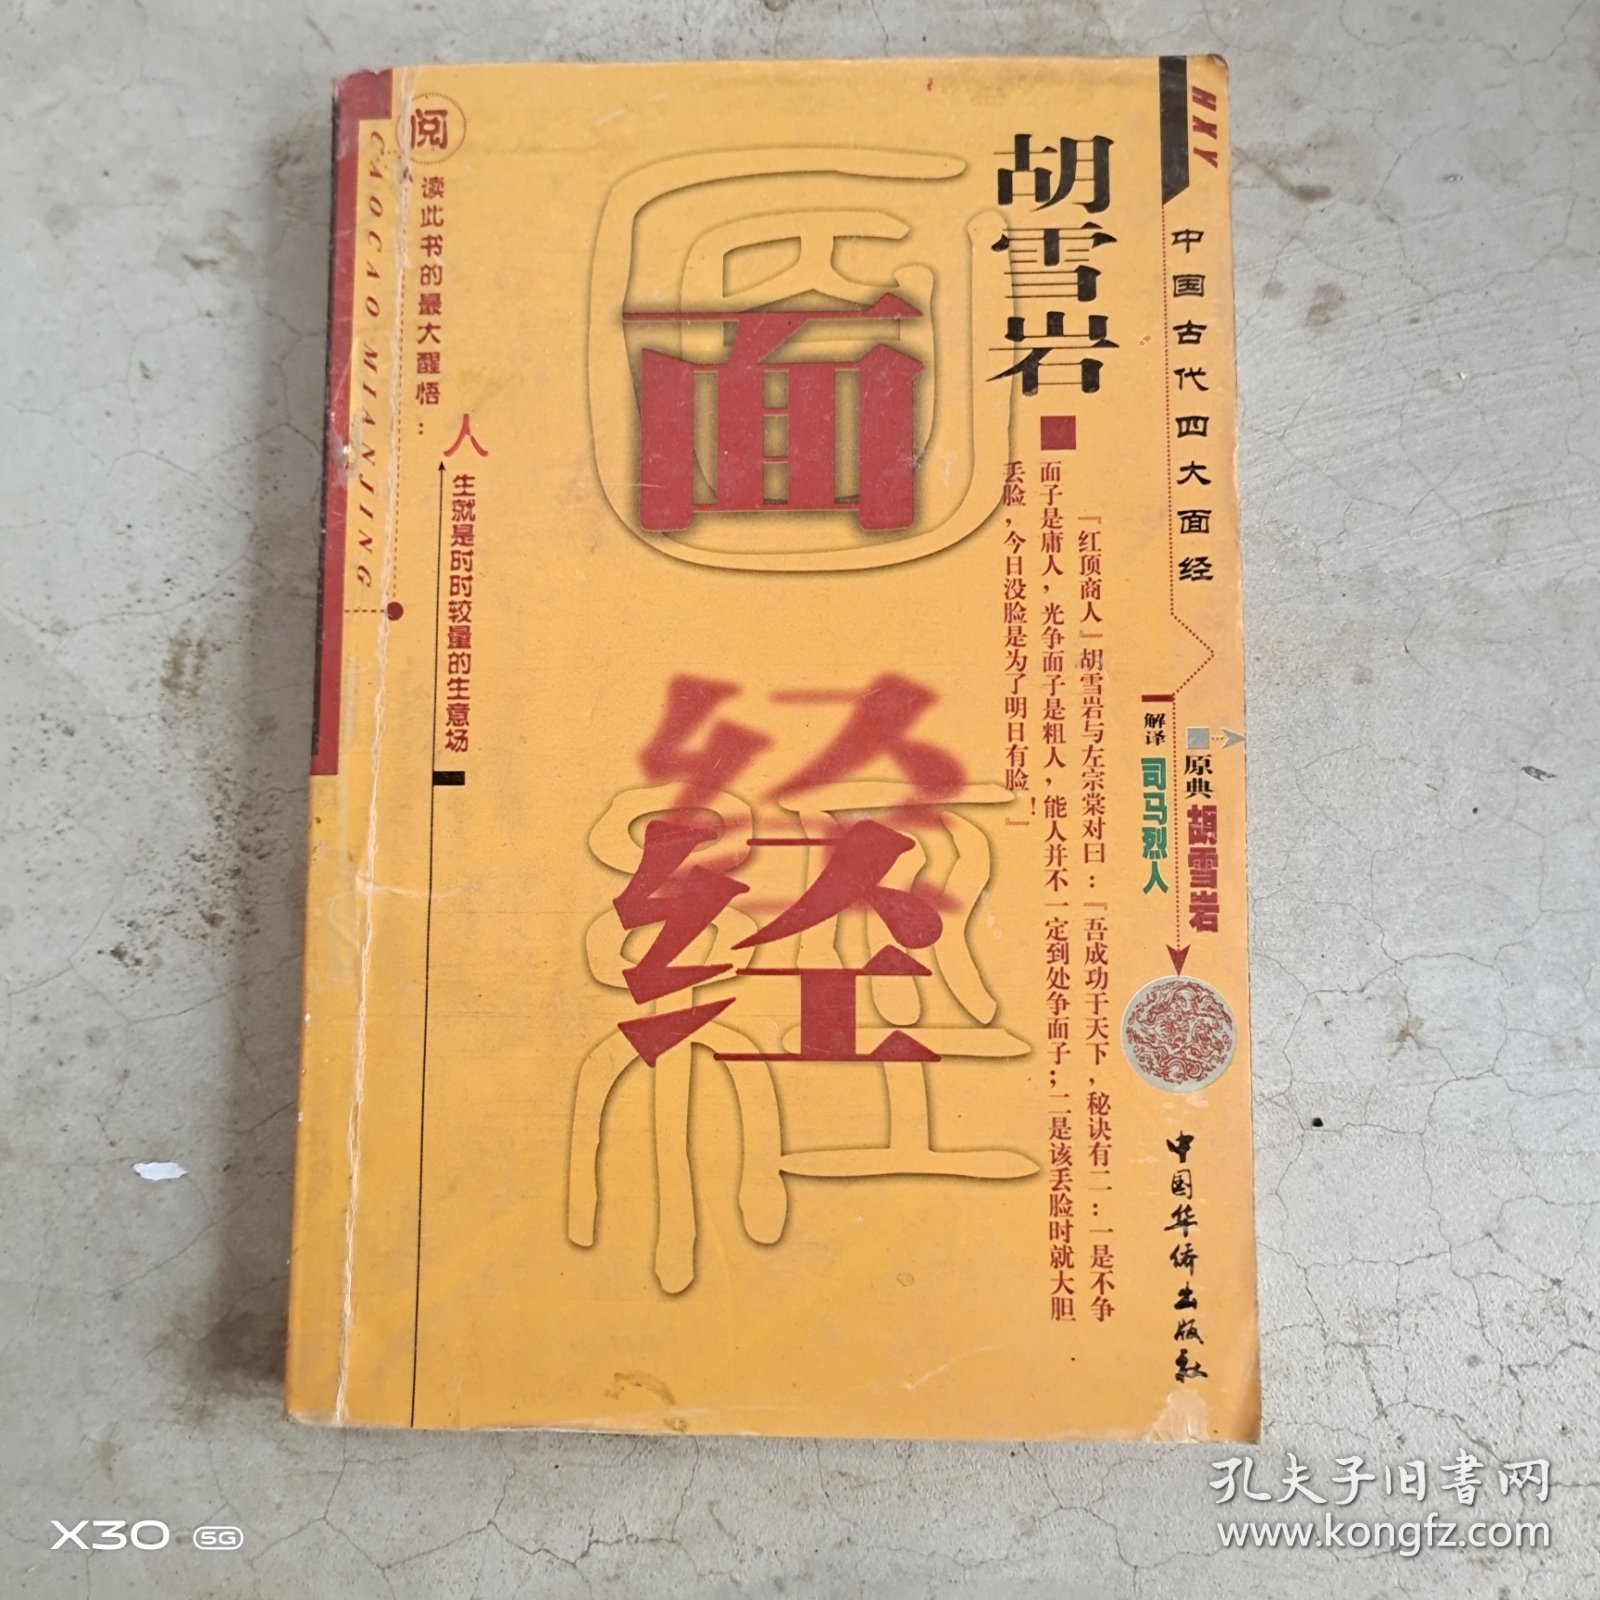 HXY
中国古代四大面经
胡雪岩
面经
『红顶商人』胡雪岩与左宗棠对曰：『吾成功于天下，秘诀有二：一是不争
面子是庸人，光争面子是粗人，能人并不一定到处争面子；二是该丢脸时就大胆
丢脸，今日没脸是为了明日有脸！』
原典 胡雪岩
解译 司马烈人
中国华侨出版社
阅
读此书的最大醒悟：
人
生就是时时较量的生意场
CAOCAO MIANJING
X30 5G
孔夫子旧书网
www.kongfz.com